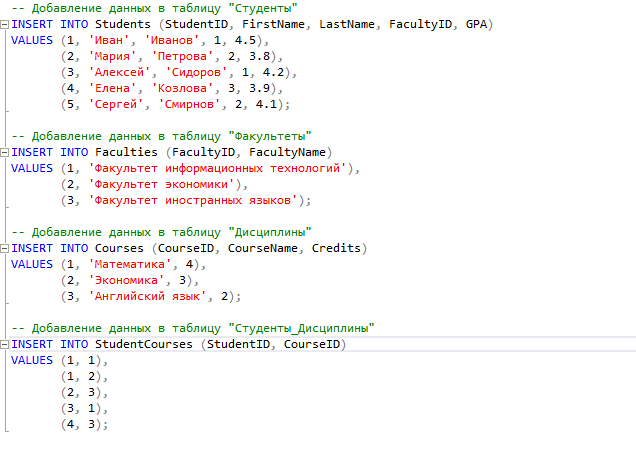 -- Добавление данных в таблицу "Студенты"
INSERT INTO Students (StudentID, FirstName, LastName, FacultyID, GPA)
VALUES (1, 'Иван', 'Иванов', 1, 4.5),
(2, 'Мария', 'Петрова', 2, 3.8),
(3, 'Алексей', 'Сидоров', 1, 4.2),
(4, 'Елена', 'Козлова', 3, 3.9),
(5, 'Сергей', 'Смирнов', 2, 4.1);
-- Добавление данных в таблицу "Факультеты"
INSERT INTO Faculties (FacultyID, FacultyName)
VALUES (1, 'Факультет информационных технологий'),
(2, 'Факультет экономики'),
(3, 'Факультет иностранных языков');
-- Добавление данных в таблицу "Дисциплины"
INSERT INTO Courses (CourseID, CourseName, Credits)
VALUES (1, 'Математика', 4),
(2, 'Экономика', 3),
(3, 'Английский язык', 2);
-- Добавление данных в таблицу "Студенты_Дисциплины"
INSERT INTO StudentCourses (StudentID, CourseID)
VALUES (1, 1),
(1, 2),
(2, 3),
(3, 1),
(4, 3);